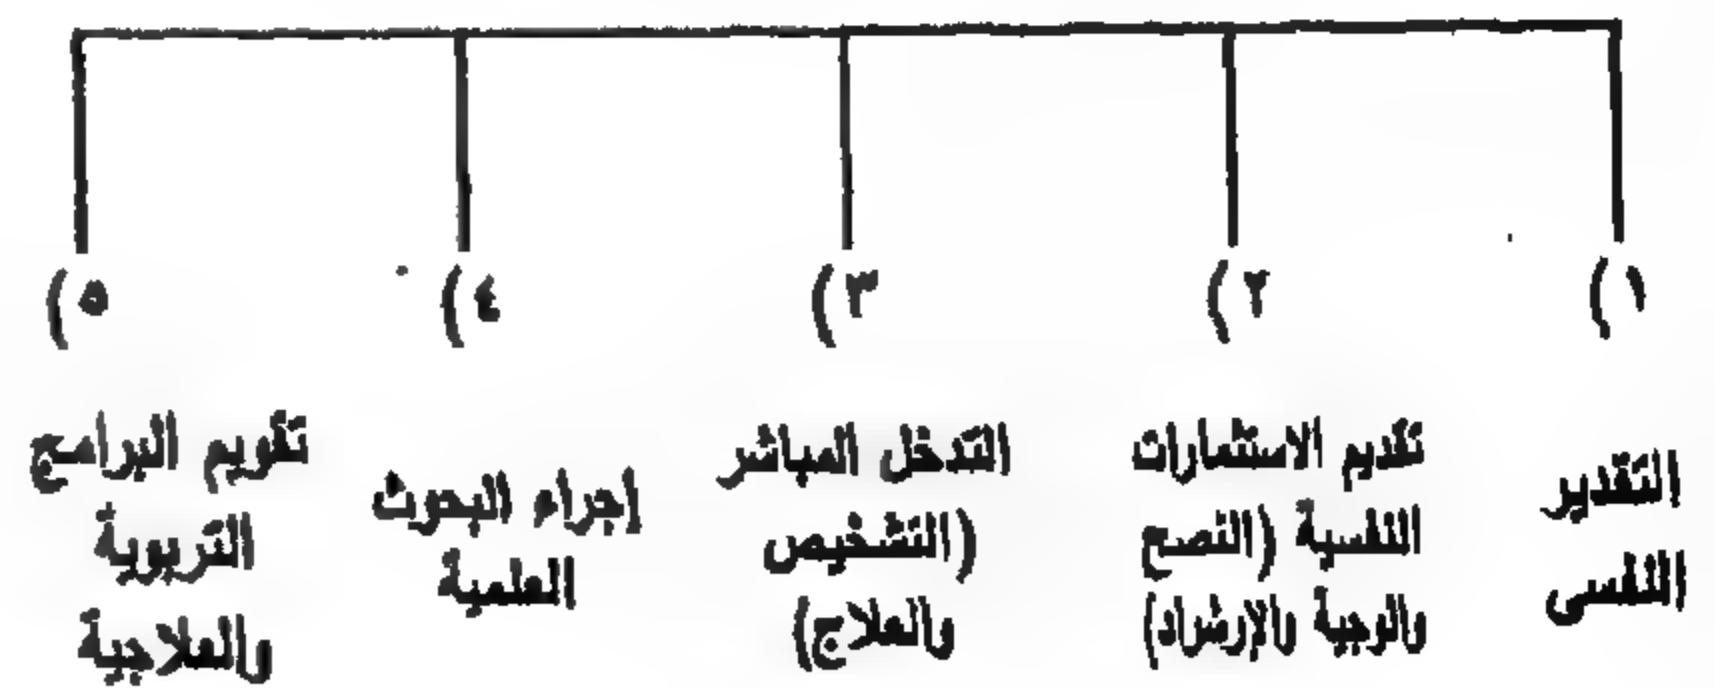 ١)
التقدير
النفسى
٢)
تقديم الاستشارات
النفسية (النصح
والوجية والإرشاد)
٣)
التدخل المباشر
(التشخيص
والعلاج)
٤)
إجراء البحوث
العلمية
٥)
تقويم البرامج
التربوية
والعلاجية